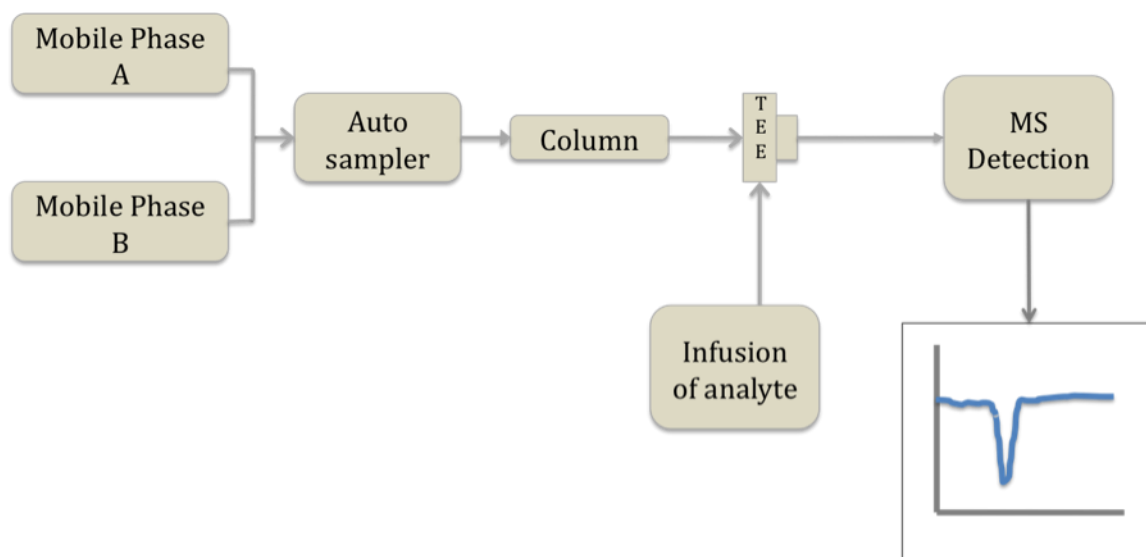 Mobile Phase
A
Mobile Phase
B
Auto
sampler
Column
T
E
E
MS
Detection
Infusion
of analyte